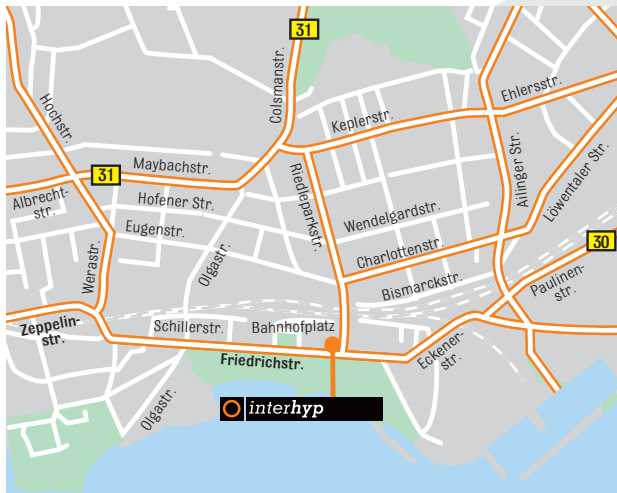 31
Colsmanstr.
Hochstr.
Ehlersstr.
Keplerstr.
Maybachstr.
31
Albrecht-
str.
Hofener Str.
Riedleparkstr.
Ailinger Str.
Löwentaler Str.
Wendelgardstr.
Eugenstr.
Charlottenstr.
30
Werastr.
Olgastr.
Bismarckstr.
Paulinen-
str.
Zeppelin-
str.
Schillerstr.
Bahnhofplatz
Friedrichstr.
Eckener-
str.
Olgastr.
interhyp